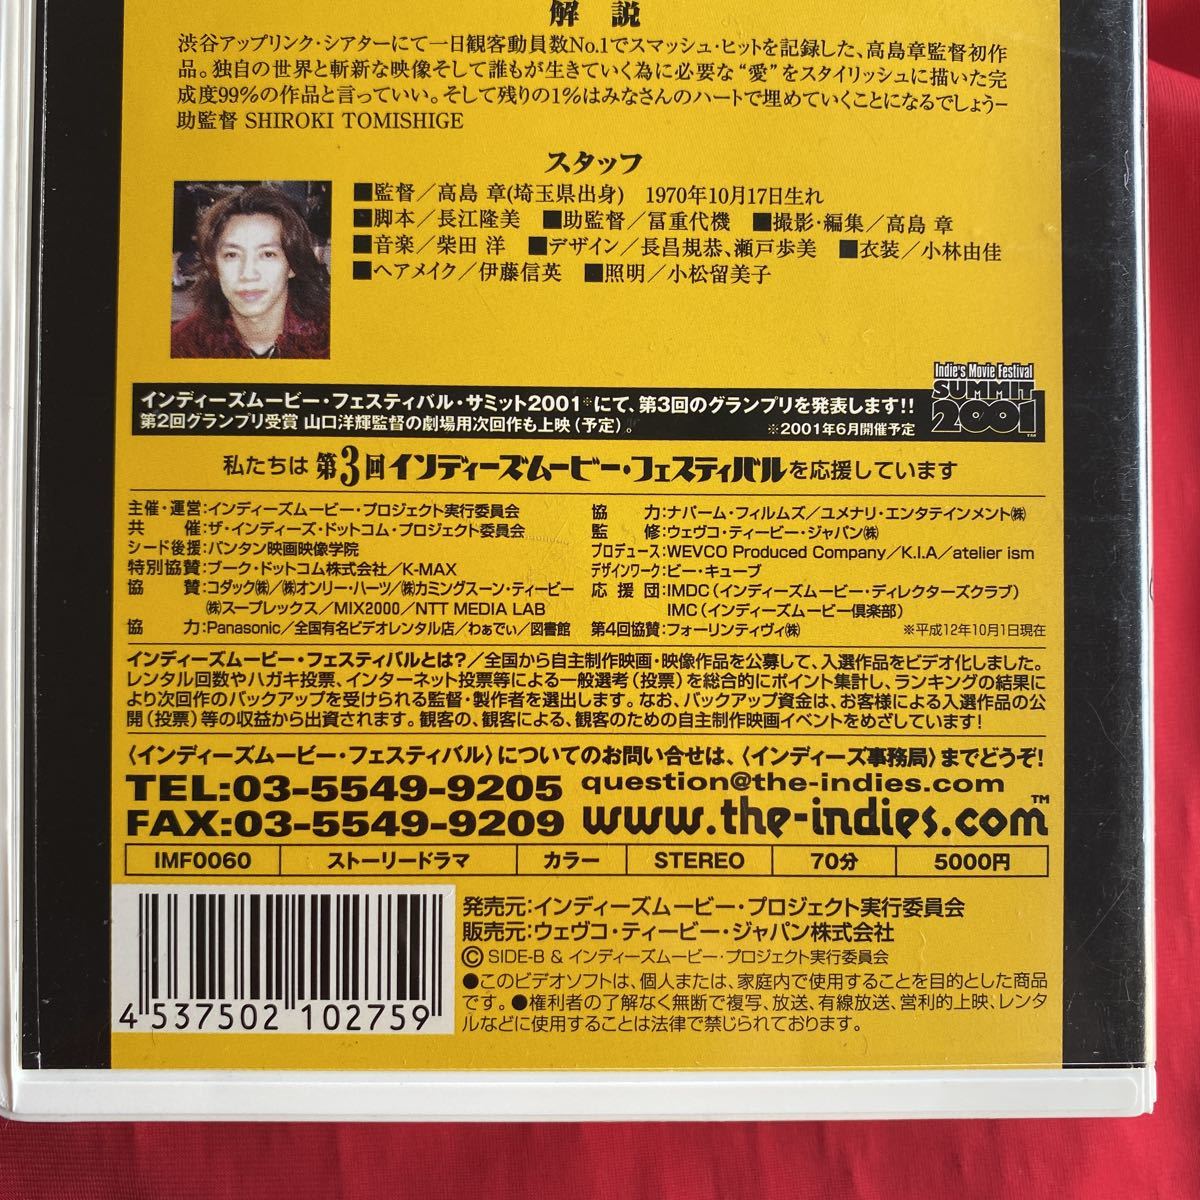 解 説
渋谷アップリンク・シアターにて一日観客動員数No.1でスマッシュ・ヒットを記録した、高島章監督初作
品。独自の世界と斬新な映像そして誰もが生きていく為に必要な“愛”をスタイリッシュに描いた完
成度99%の作品と言っていい。そして残りの1%はみなさんのハートで埋めていくことになるでしょう−
助監督 SHIROKI TOMISHIGE
スタッフ
■監督／高島 章(埼玉県出身) 1970年10月17日生れ
■脚本／長江隆美 ■助監督／冨重代機 ■撮影・編集／高島 章
■音楽／柴田 洋 ■デザイン／長昌規恭、瀬戸歩美 ■衣装／小林由佳
■ヘアメイク／伊藤信英 ■照明／小松留美子
Indie's Movie Festival
SUMMIT
2001™
インディーズムービー・フェスティバル・サミット2001※にて、第3回のグランプリを発表します!!
第2回グランプリ受賞 山口洋輝監督の劇場用次回作も上映(予定)。 ※2001年6月開催予定
私たちは 第3回インディーズムービー・フェスティバルを応援しています
主催・運営：インディーズムービー・プロジェクト実行委員会
共 催：ザ・インディーズ・ドットコム・プロジェクト委員会
シード後援：バンタン映画映像学院
特別協賛：ブーク・ドットコム株式会社／K-MAX
協 賛：コダック㈱／㈱オンリー・ハーツ／㈱カミングスーン・ティービー
㈱スープレックス／MIX2000／NTT MEDIA LAB
協 力：Panasonic／全国有名ビデオレンタル店／わぁでぃ／図書館
協 力：ナバーム・フィルムズ／ユメナリ・エンタテインメント㈱
監 修：ウェヴコ・ティービー・ジャパン㈱
プロデュース：WEVCO Produced Company／K.I.A／atelier ism
デザインワーク：ビー・キューブ
応 援 団：IMDC(インディーズムービー・ディレクターズクラブ)
IMC(インディーズムービー倶楽部)
第4回協賛：フォーリンティヴィ㈱ ※平成12年10月1日現在
インディーズムービー・フェスティバルとは?／全国から自主制作映画・映像作品を公募して、入選作品をビデオ化しました。
レンタル回数やハガキ投票、インターネット投票等による一般選考(投票)を総合的にポイント集計し、ランキングの結果に
より次回作のバックアップを受けられる監督・製作者を選出します。なお、バックアップ資金は、お客様による入選作品の公
開(投票)等の収益から出資されます。観客の、観客による、観客のための自主制作映画イベントをめざしています!
〈インディーズムービー・フェスティバル〉についてのお問い合せは、〈インディーズ事務局〉までどうぞ!
TEL:03-5549-9205 question@the-indies.com
FAX:03-5549-9209 www.the-indies.com™
IMF0060 ストーリードラマ カラー STEREO 70分 5000円
4 537502 102759
発売元：インディーズムービー・プロジェクト実行委員会
販売元：ウェヴコ・ティービー・ジャパン株式会社
© SIDE-B & インディーズムービー・プロジェクト実行委員会
●このビデオソフトは、個人または、家庭内で使用することを目的とした商品
です。●権利者の了解なく無断で複写、放送、有線放送、営利的上映、レンタ
ルなどに使用することは法律で禁じられております。